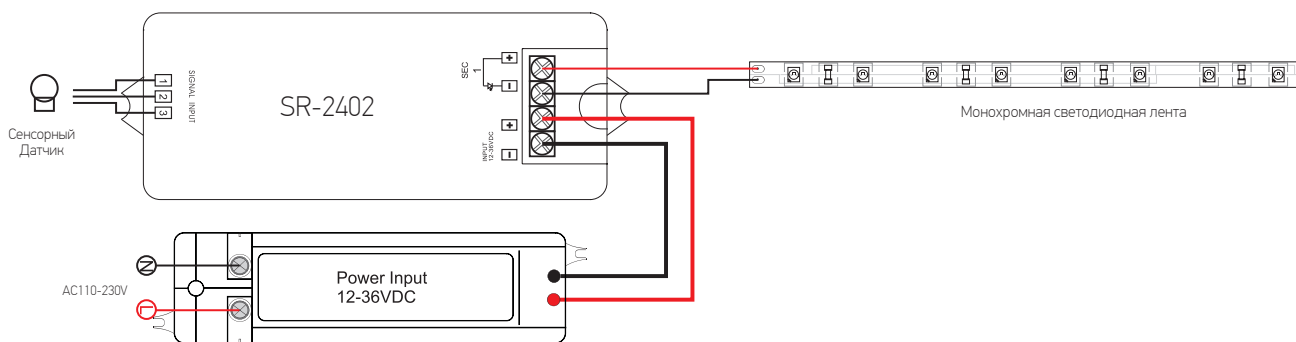 Сенсорный
Датчик
1
2
3
SIGNAL INPUT
SR-2402
SEC
1
+
-
+
-
INPUT
12-36VDC
Монохромная светодиодная лента
AC110-230V
N
L
Power Input
12-36VDC